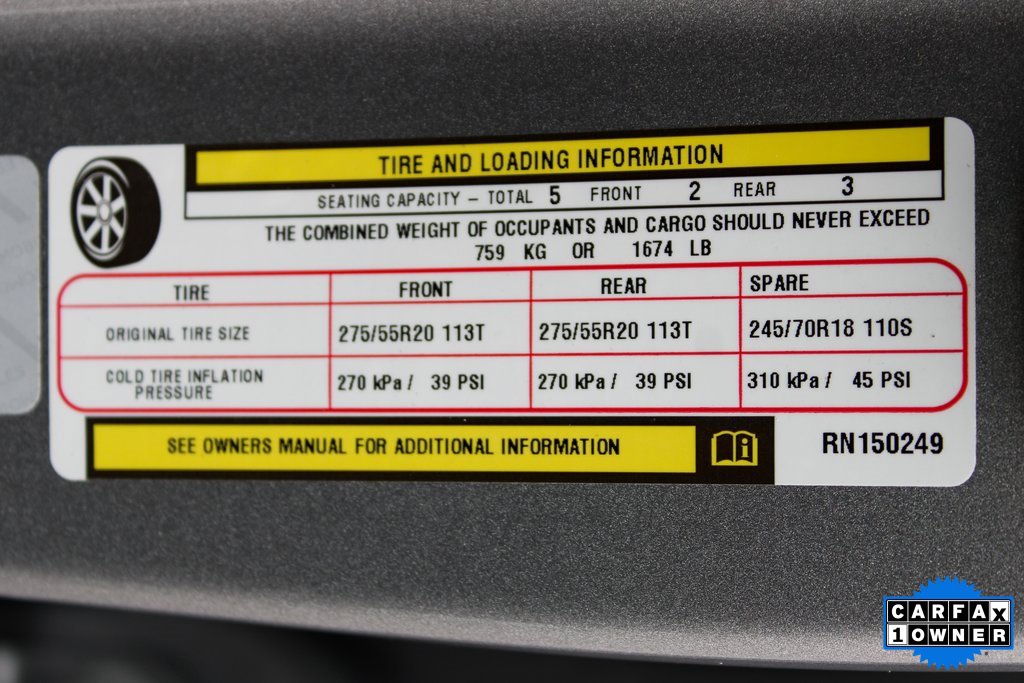 TIRE AND LOADING INFORMATION
SEATING CAPACITY – TOTAL 5 FRONT 2 REAR 3
THE COMBINED WEIGHT OF OCCUPANTS AND CARGO SHOULD NEVER EXCEED
759 KG OR 1674 LB
TIRE FRONT REAR SPARE
ORIGINAL TIRE SIZE 275/55R20 113T 275/55R20 113T 245/70R18 110S
COLD TIRE INFLATION PRESSURE 270 kPa / 39 PSI 270 kPa / 39 PSI 310 kPa / 45 PSI
SEE OWNERS MANUAL FOR ADDITIONAL INFORMATION
RN150249
CARFAX
1 OWNER